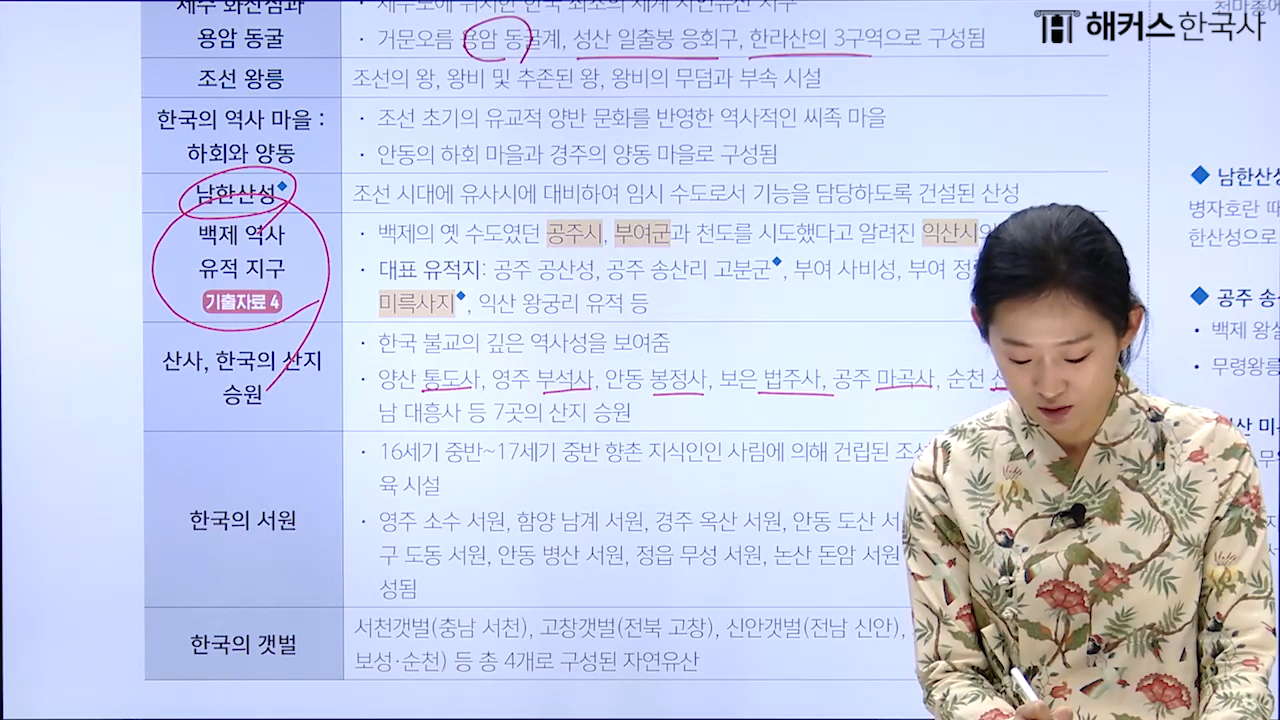 해커스한국사
제주 화산섬과
용암 동굴
· 거문오름 용암 동굴계, 성산 일출봉 응회구, 한라산의 3구역으로 구성됨
조선 왕릉
조선의 왕, 왕비 및 추존된 왕, 왕비의 무덤과 부속 시설
한국의 역사 마을 :
하회와 양동
· 조선 초기의 유교적 양반 문화를 반영한 역사적인 씨족 마을
· 안동의 하회 마을과 경주의 양동 마을로 구성됨
남한산성
조선 시대에 유사시에 대비하여 임시 수도로서 기능을 담당하도록 건설된 산성
백제 역사
유적 지구
기출자료 4
· 백제의 옛 수도였던 공주시, 부여군과 천도를 시도했다고 알려진 익산시
· 대표 유적지: 공주 공산성, 공주 송산리 고분군, 부여 사비성, 부여
미륵사지, 익산 왕궁리 유적 등
산사, 한국의 산지
승원
· 한국 불교의 깊은 역사성을 보여줌
· 양산 통도사, 영주 부석사, 안동 봉정사, 보은 법주사, 공주 마곡사, 순천
남 대흥사 등 7곳의 산지 승원
한국의 서원
· 16세기 중반~17세기 중반 향촌 지식인인 사림에 의해 건립된
육 시설
· 영주 소수 서원, 함양 남계 서원, 경주 옥산 서원, 안동 도산
구 도동 서원, 안동 병산 서원, 정읍 무성 서원, 논산 돈암 서원
성됨
한국의 갯벌
서천갯벌(충남 서천), 고창갯벌(전북 고창), 신안갯벌(전남 신안),
보성·순천) 등 총 4개로 구성된 자연유산
◆ 남한산성
병자호란 때
한산성으로
◆ 공주 송
· 백제 왕실
· 무령왕릉